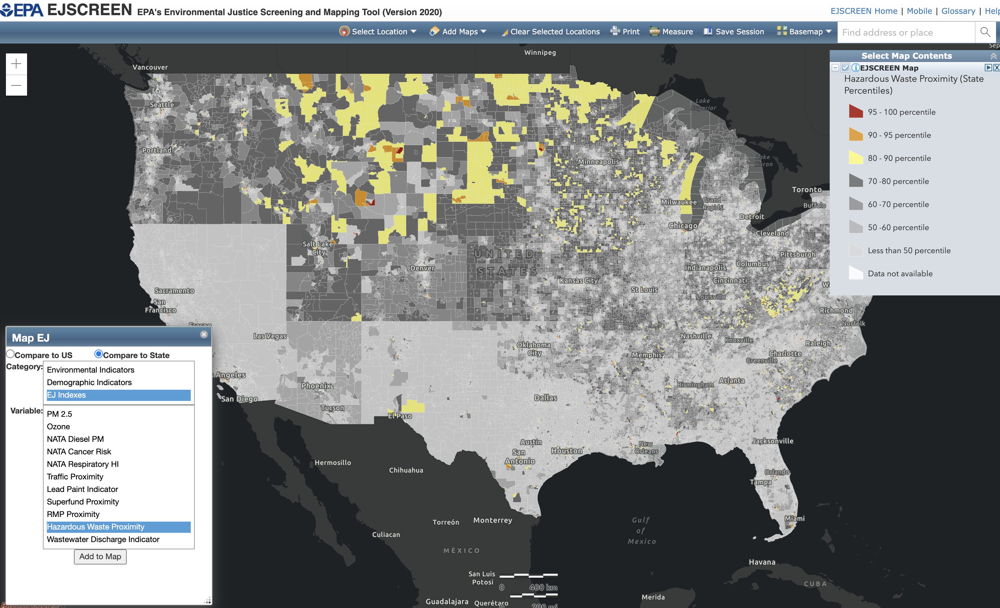 EPA EJSCREEN EPA's Environmental Justice Screening and Mapping Tool (Version 2020)
EJSCREEN Home | Mobile | Glossary | Help
Select Location
Add Maps
Clear Selected Locations
Print
Measure
Save Session
Basemap
Find address or place
Select Map Contents
EJSCREEN Map
Hazardous Waste Proximity (State
Percentiles)
95 - 100 percentile
90 - 95 percentile
80 - 90 percentile
70 -80 percentile
60 -70 percentile
50 -60 percentile
Less than 50 percentile
Data not available
Winnipeg
Vancouver
Seattle
Lake
Superior
Portland
Minneapolis
Lake
Huron
Toronto
Milwaukee
Grand
Rapids
Buffalo
Detroit
Chicago
Cleveland
Salt Lake
City
UNITED
STATES
Pittsburgh
Denver
Indianapolis
Columbus
Kansas City
Cincinnati
Sacramento
St Louis
Louisville
San
Francisco
Richmond
Fresno
Norfolk
Las Vegas
Nashville
Knoxville
Raleigh
Oklahoma
City
Memphis
Charlotte
Greenville
Angeles
Phoenix
Birmingham
Atlanta
San Diego
Dallas
Tucson
El Paso
Austin
Jacksonville
San
Antonio
Houston
New
Orleans
Hermosillo
Chihuahua
Orlando
Tampa
Torreón
Monterrey
Gulf
of
Mexico
Miami
Culiacan
MÉXICO
Havana
San Luis
Potosi
CUBA
0 400 km
Guadalajara
Querétaro
0 200 mi
Merida
Map EJ
Compare to US
Compare to State
Category:
Environmental Indicators
Demographic Indicators
EJ Indexes
Variable:
PM 2.5
Ozone
NATA Diesel PM
NATA Cancer Risk
NATA Respiratory HI
Traffic Proximity
Lead Paint Indicator
Superfund Proximity
RMP Proximity
Hazardous Waste Proximity
Wastewater Discharge Indicator
Add to Map